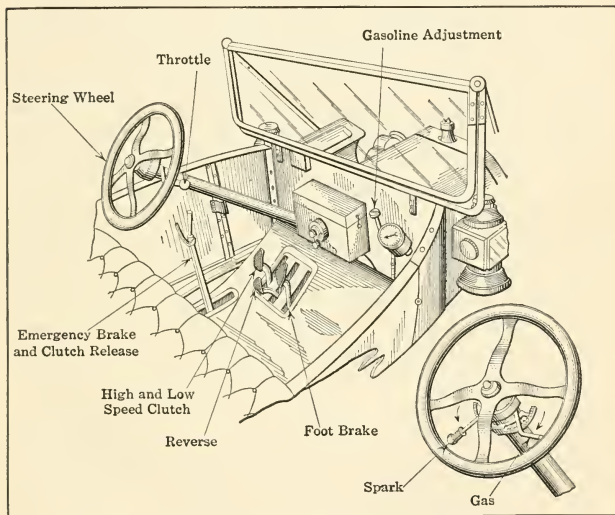 Gasoline Adjustment
Throttle
Steering Wheel
Emergency Brake
and Clutch Release
High and Low
Speed Clutch
Reverse
Foot Brake
Spark
Gas